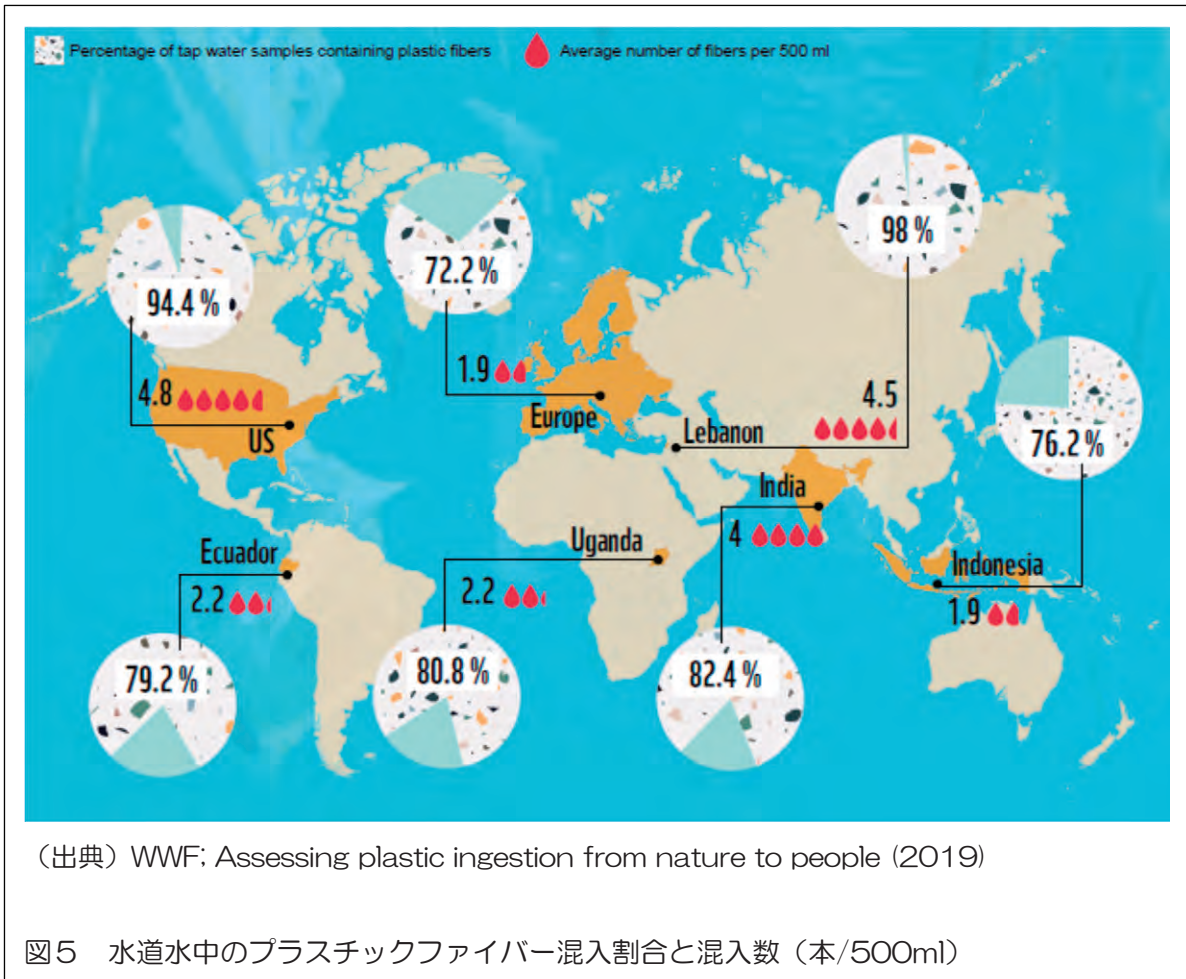 Percentage of tap water samples containing plastic fibers
Average number of fibers per 500 ml
94.4 %
72.2 %
98 %
76.2 %
4.8
US
1.9
Europe
4.5
Lebanon
India
4
Indonesia
1.9
Ecuador
2.2
Uganda
2.2
79.2 %
80.8 %
82.4 %
（出典）WWF; Assessing plastic ingestion from nature to people (2019)
図５　水道水中のプラスチックファイバー混入割合と混入数（本/500ml）